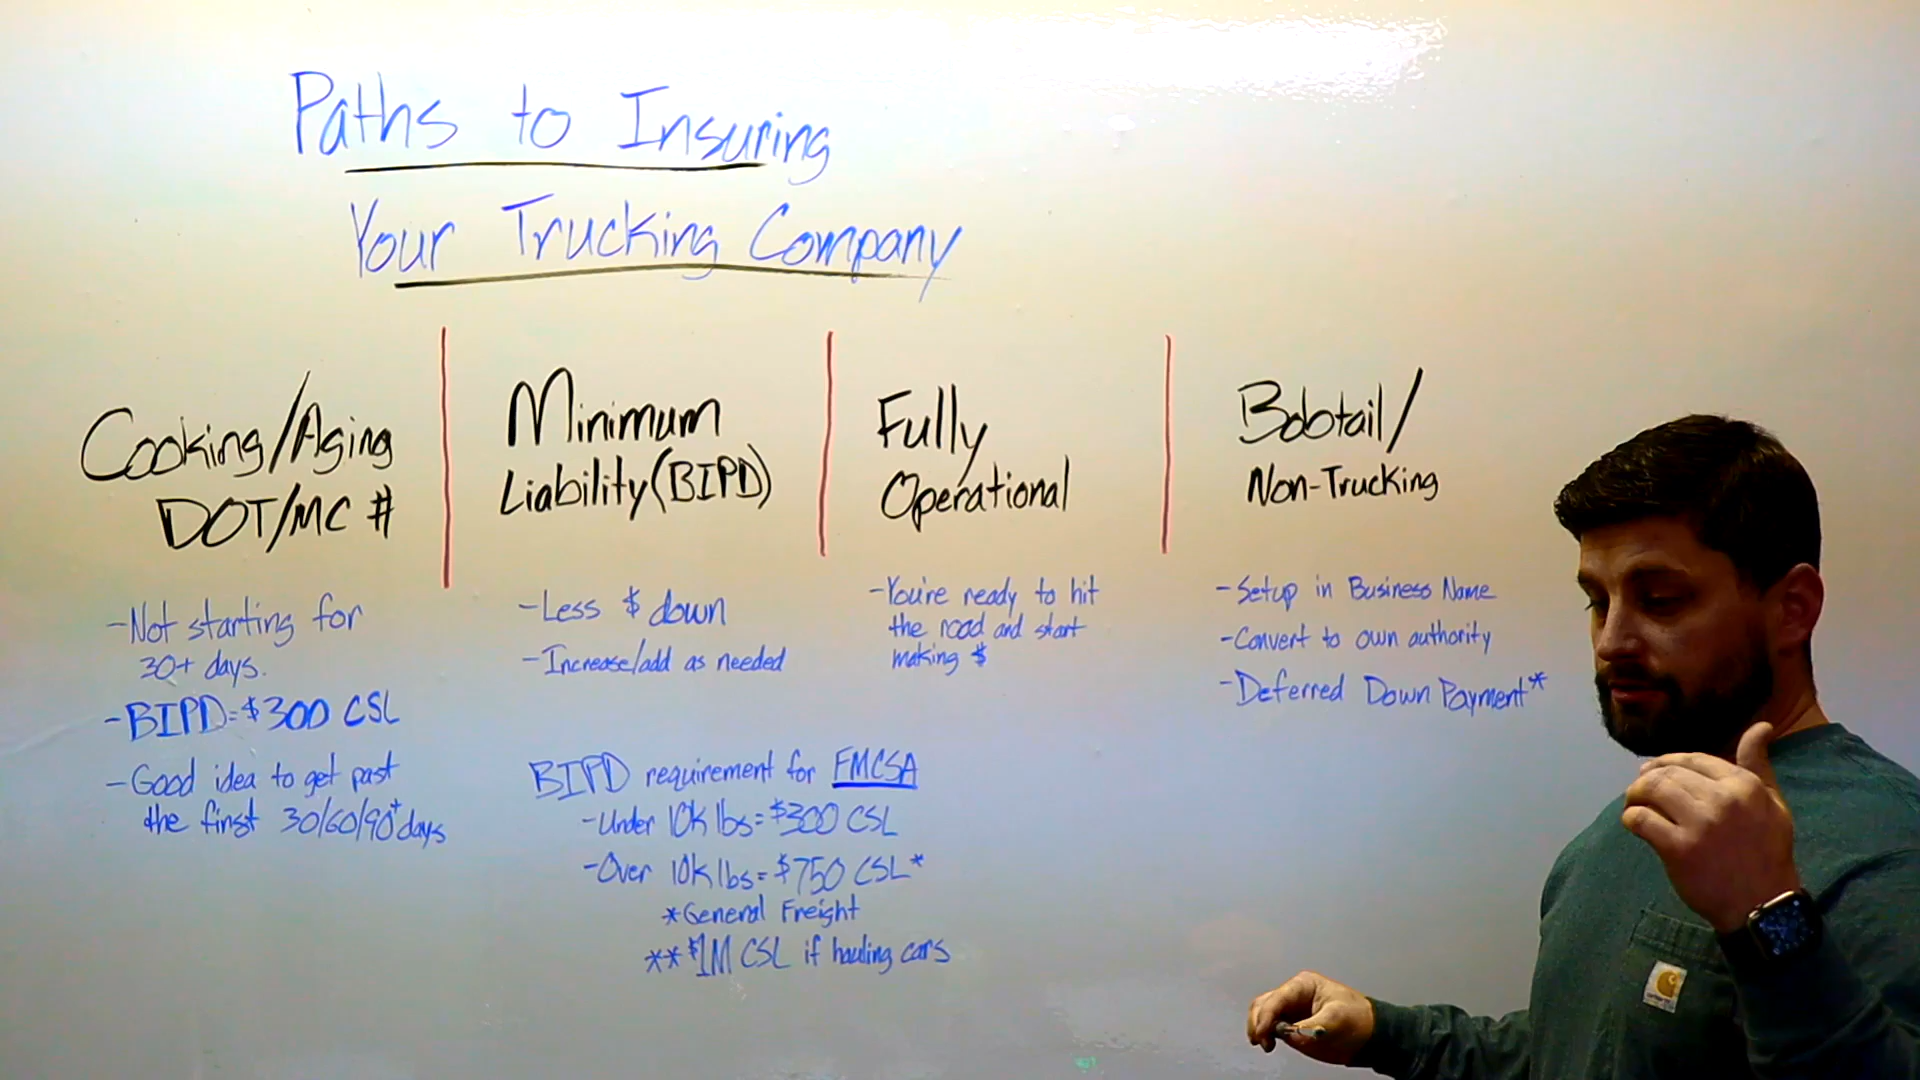 Paths to Insuring
Your Trucking Company
Cooking/Aging
DOT/MC #
-Not starting for
30+ days.
-BIPD=$300 CSL
-Good idea to get past
the first 30/60/90+days
Minimum
Liability(BIPD)
-Less $ down
-Increase/add as needed
BIPD requirement for FMCSA
-Under 10k lbs=$300 CSL
-Over 10k lbs=$750 CSL*
*General Freight
**$1M CSL if hauling cars
Fully
Operational
-You're ready to hit
the road and start
making $
Bobtail/
Non-Trucking
-Setup in Business Name
-Convert to own authority
-Deferred Down Payment*